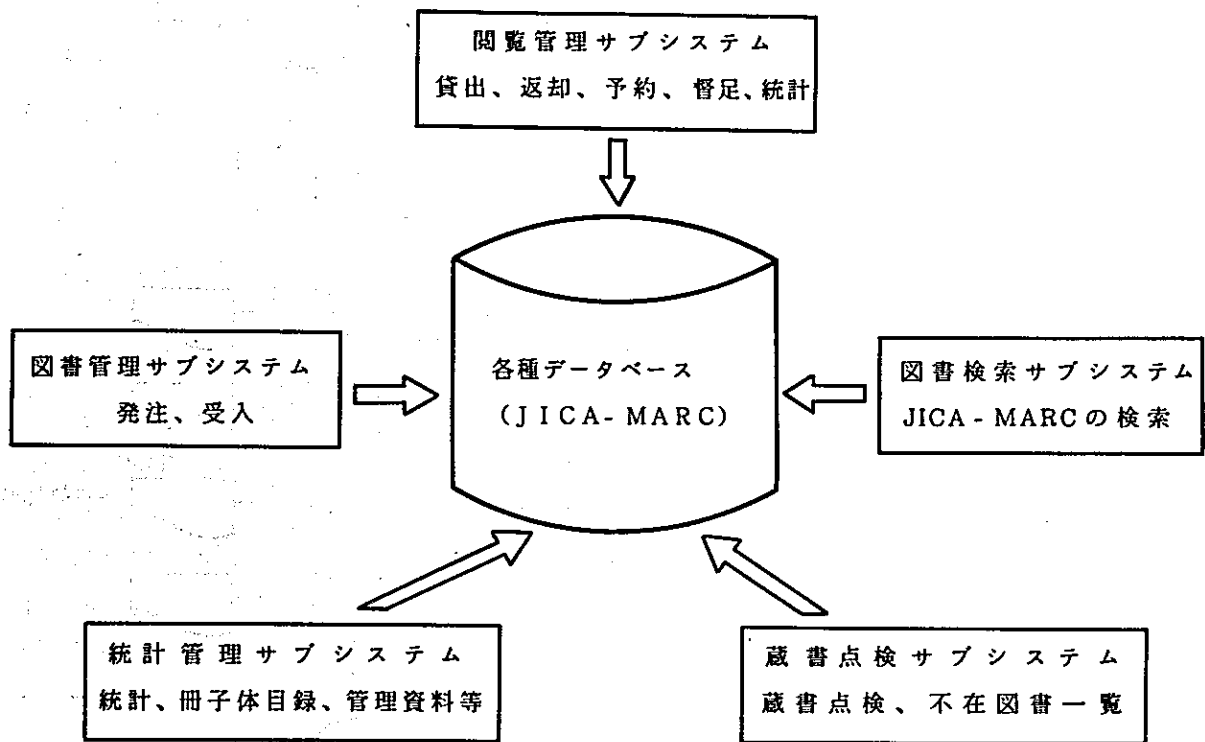 閲覧管理サブシステム
貸出、返却、予約、督足、統計
図書管理サブシステム
発注、受入
各種データベース
(JICA-MARC)
図書検索サブシステム
JICA-MARCの検索
統計管理サブシステム
統計、冊子体目録、管理資料等
蔵書点検サブシステム
蔵書点検、不在図書一覧